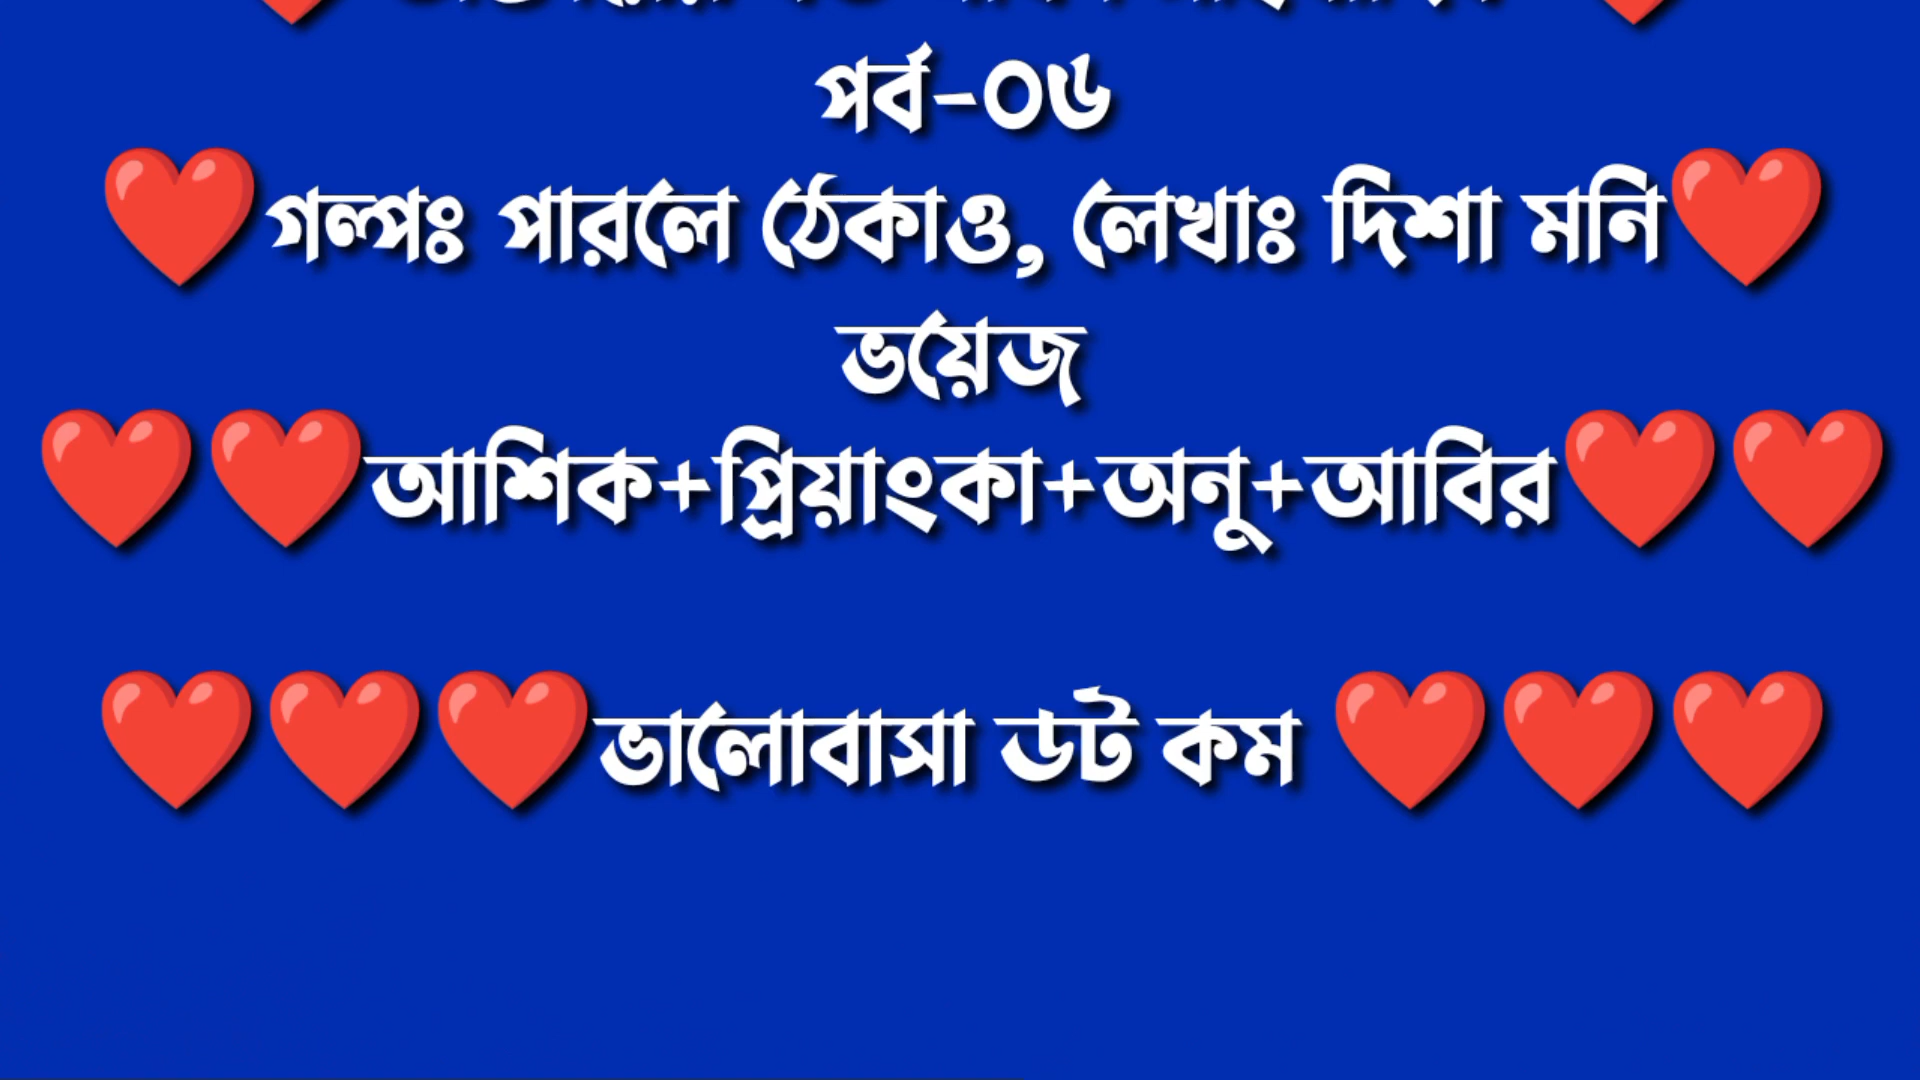 পর্ব-০৬
❤️গল্পঃ পারলে ঠেকাও, লেখাঃ দিশা মনি❤️
ভয়েজ
❤️❤️আশিক+প্রিয়াংকা+অনু+আবির❤️❤️
❤️❤️❤️ভালোবাসা ডট কম ❤️❤️❤️